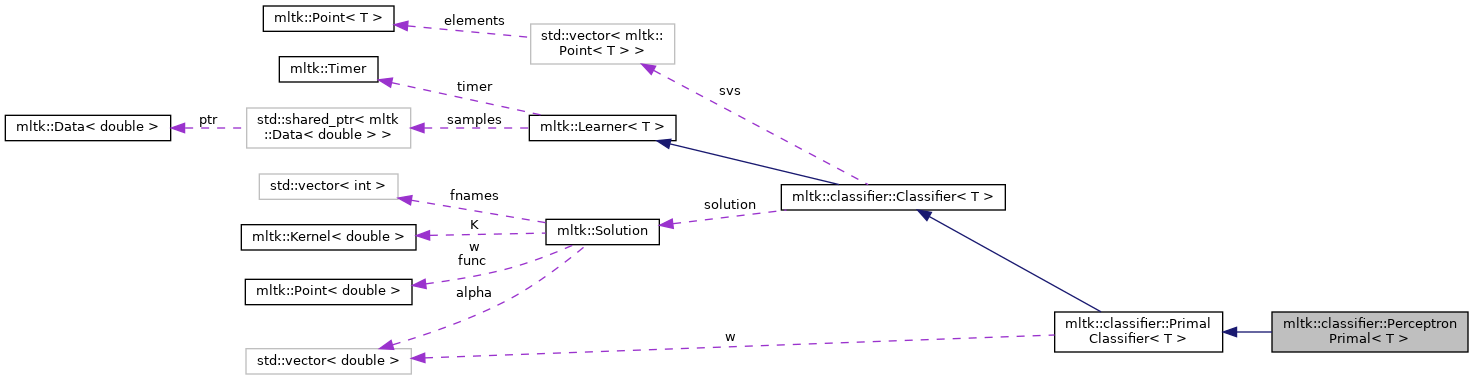 mltk::Point< T >
elements
std::vector< mltk::
Point< T > >
mltk::Timer
timer
svs
mltk::Data< double >
ptr
std::shared_ptr< mltk
::Data< double > >
samples
mltk::Learner< T >
std::vector< int >
fnames
mltk::classifier::Classifier< T >
solution
mltk::Kernel< double >
K
mltk::Solution
w
func
mltk::Point< double >
alpha
std::vector< double >
w
mltk::classifier::Primal
Classifier< T >
mltk::classifier::Perceptron
Primal< T >